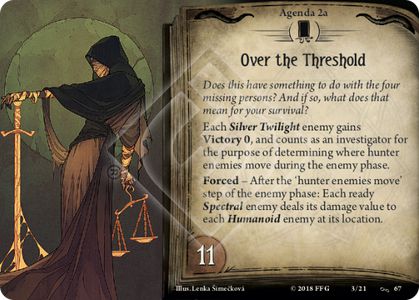 Agenda 2a
Over the Threshold
Does this have something to do with the four
missing persons? And if so, what does that
mean for your survival?
Each Silver Twilight enemy gains
Victory 0, and counts as an investigator for
the purpose of determining where hunter
enemies move during the enemy phase.
Forced – After the ‘hunter enemies move’
step of the enemy phase: Each ready
Spectral enemy deals its damage value to
each Humanoid enemy at its location.
11
Illus. Lenka Šimečková
© 2018 FFG
3/21
67